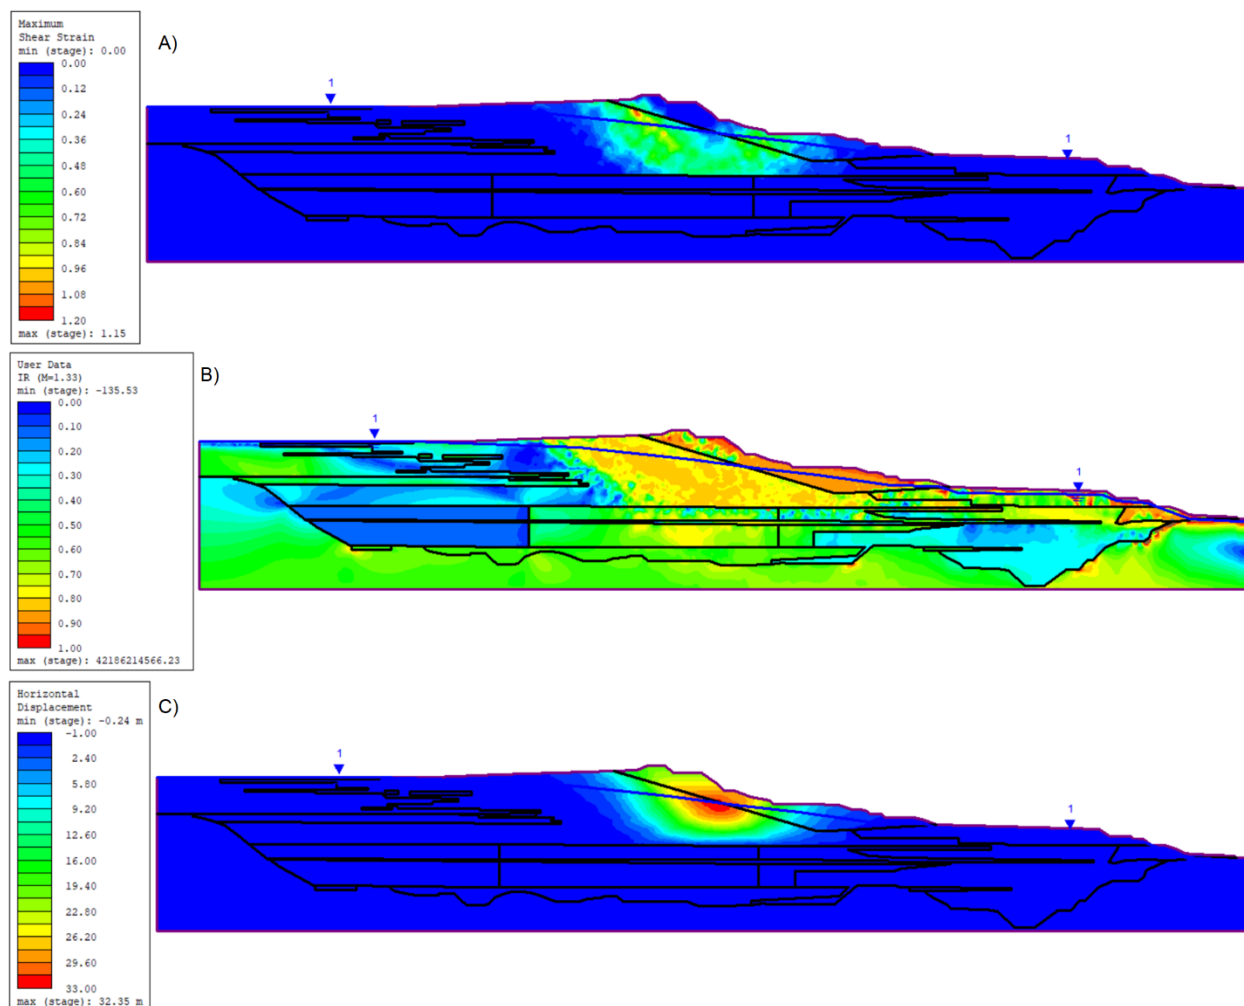 Maximum
Shear Strain
min (stage): 0.00
0.00
0.12
0.24
0.36
0.48
0.60
0.72
0.84
0.96
1.08
1.20
max (stage): 1.15
A)
1
1
User Data
IR (M=1.33)
min (stage): -135.53
0.00
0.10
0.20
0.30
0.40
0.50
0.60
0.70
0.80
0.90
1.00
max (stage): 42186214566.23
B)
1
1
Horizontal
Displacement
min (stage): -0.24 m
-1.00
2.40
5.80
9.20
12.60
16.00
19.40
22.80
26.20
29.60
33.00
max (stage): 32.35 m
C)
1
1